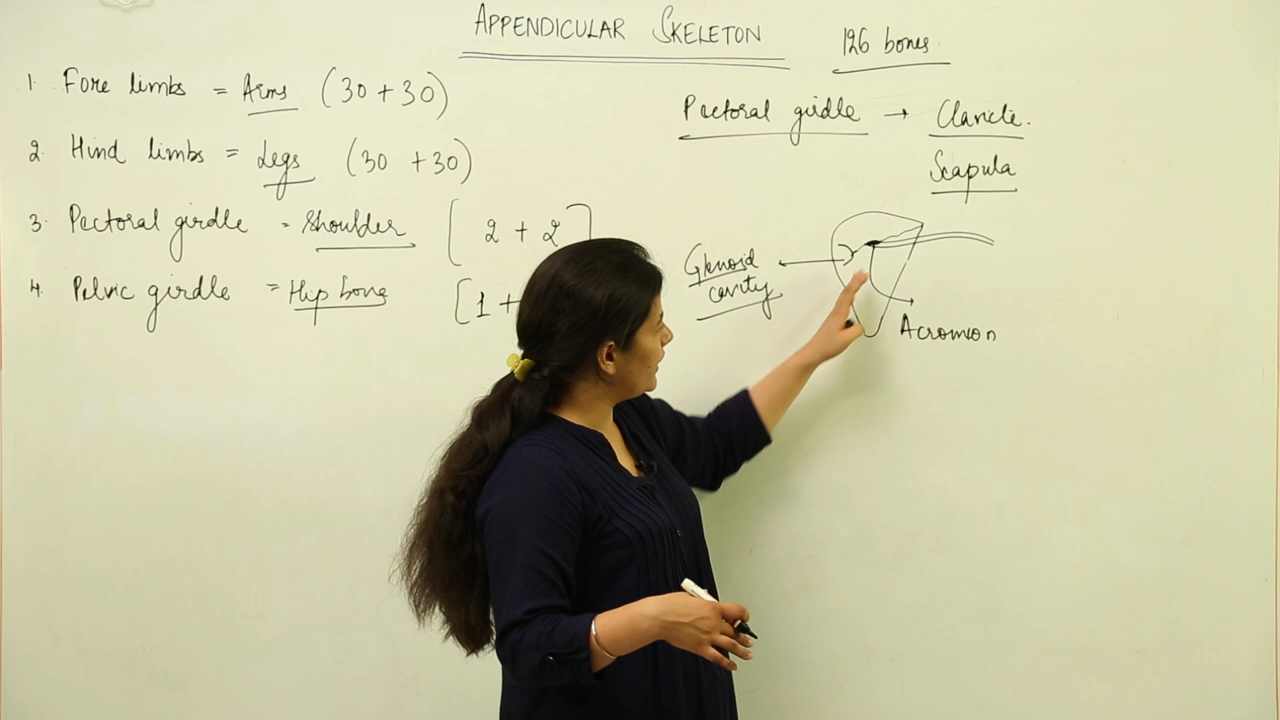 APPENDICULAR SKELETON
126 bones.
1. Fore limbs = Arms (30 + 30)
2. Hind limbs = Legs (30 + 30)
3. Pectoral girdle = Shoulder [2 + 2]
4. Pelvic girdle = Hip bone [1 +
Pectoral girdle → Clavicle.
Scapula
Glenoid
cavity
Acromion